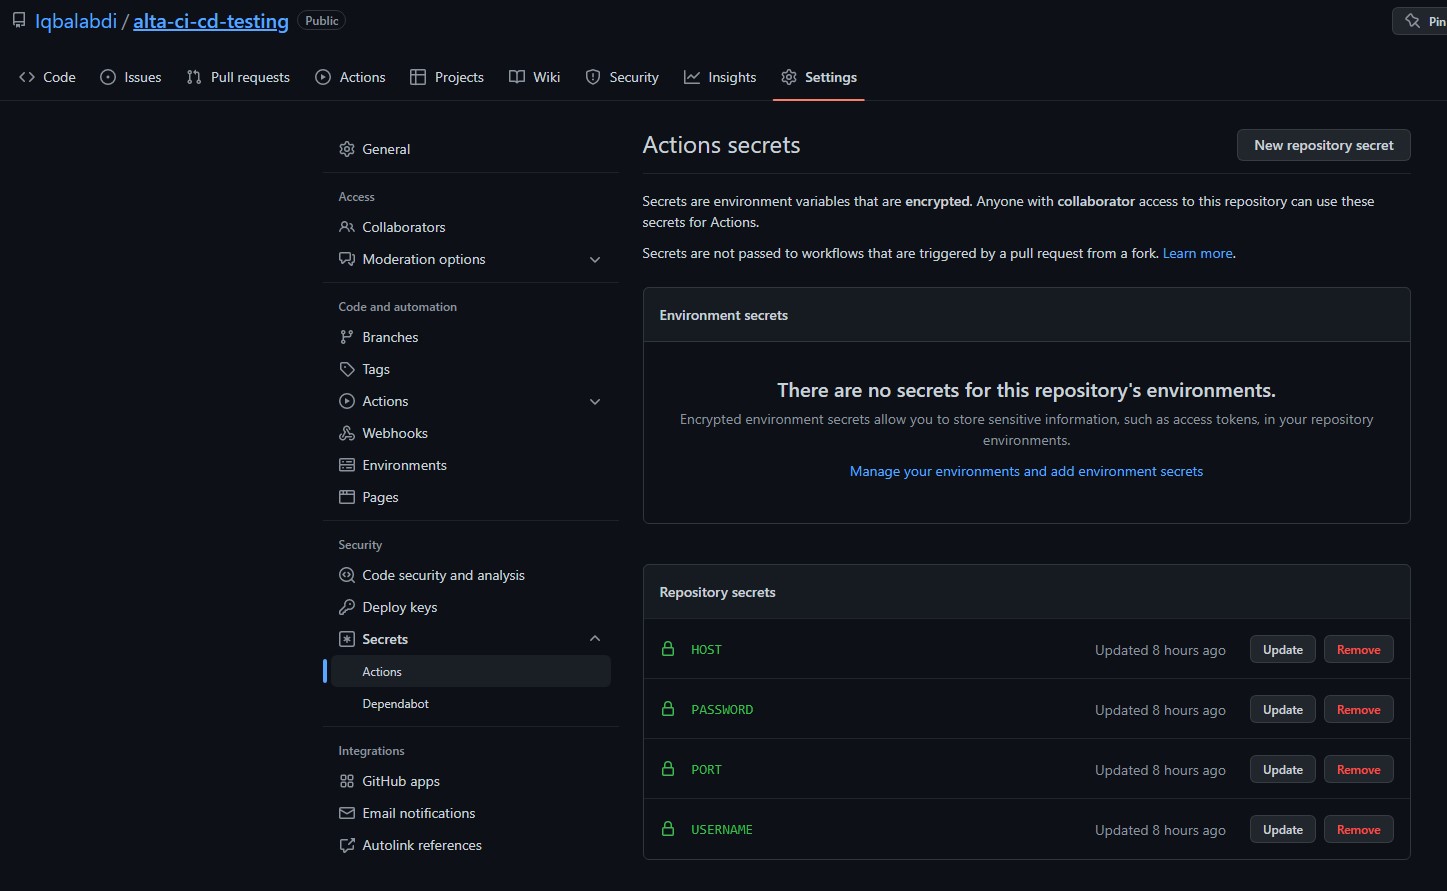 Iqbalabdi / alta-ci-cd-testing Public
Pin
Code Issues Pull requests Actions Projects Wiki Security Insights Settings
General
Access
Collaborators
Moderation options
Code and automation
Branches
Tags
Actions
Webhooks
Environments
Pages
Security
Code security and analysis
Deploy keys
Secrets
Actions
Dependabot
Integrations
GitHub apps
Email notifications
Autolink references
Actions secrets
New repository secret
Secrets are environment variables that are encrypted. Anyone with collaborator access to this repository can use these
secrets for Actions.
Secrets are not passed to workflows that are triggered by a pull request from a fork. Learn more.
Environment secrets
There are no secrets for this repository's environments.
Encrypted environment secrets allow you to store sensitive information, such as access tokens, in your repository
environments.
Manage your environments and add environment secrets
Repository secrets
HOST Updated 8 hours ago Update Remove
PASSWORD Updated 8 hours ago Update Remove
PORT Updated 8 hours ago Update Remove
USERNAME Updated 8 hours ago Update Remove